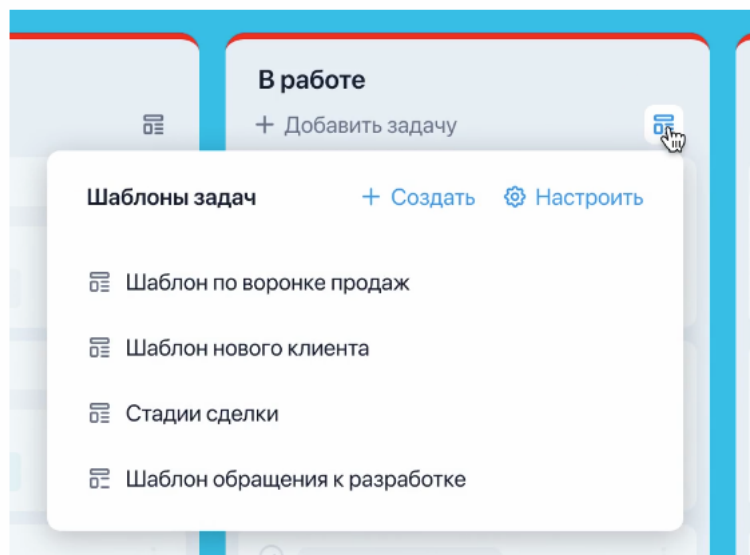 В работе
+ Добавить задачу
Шаблоны задач + Создать Настроить
Шаблон по воронке продаж
Шаблон нового клиента
Стадии сделки
Шаблон обращения к разработке